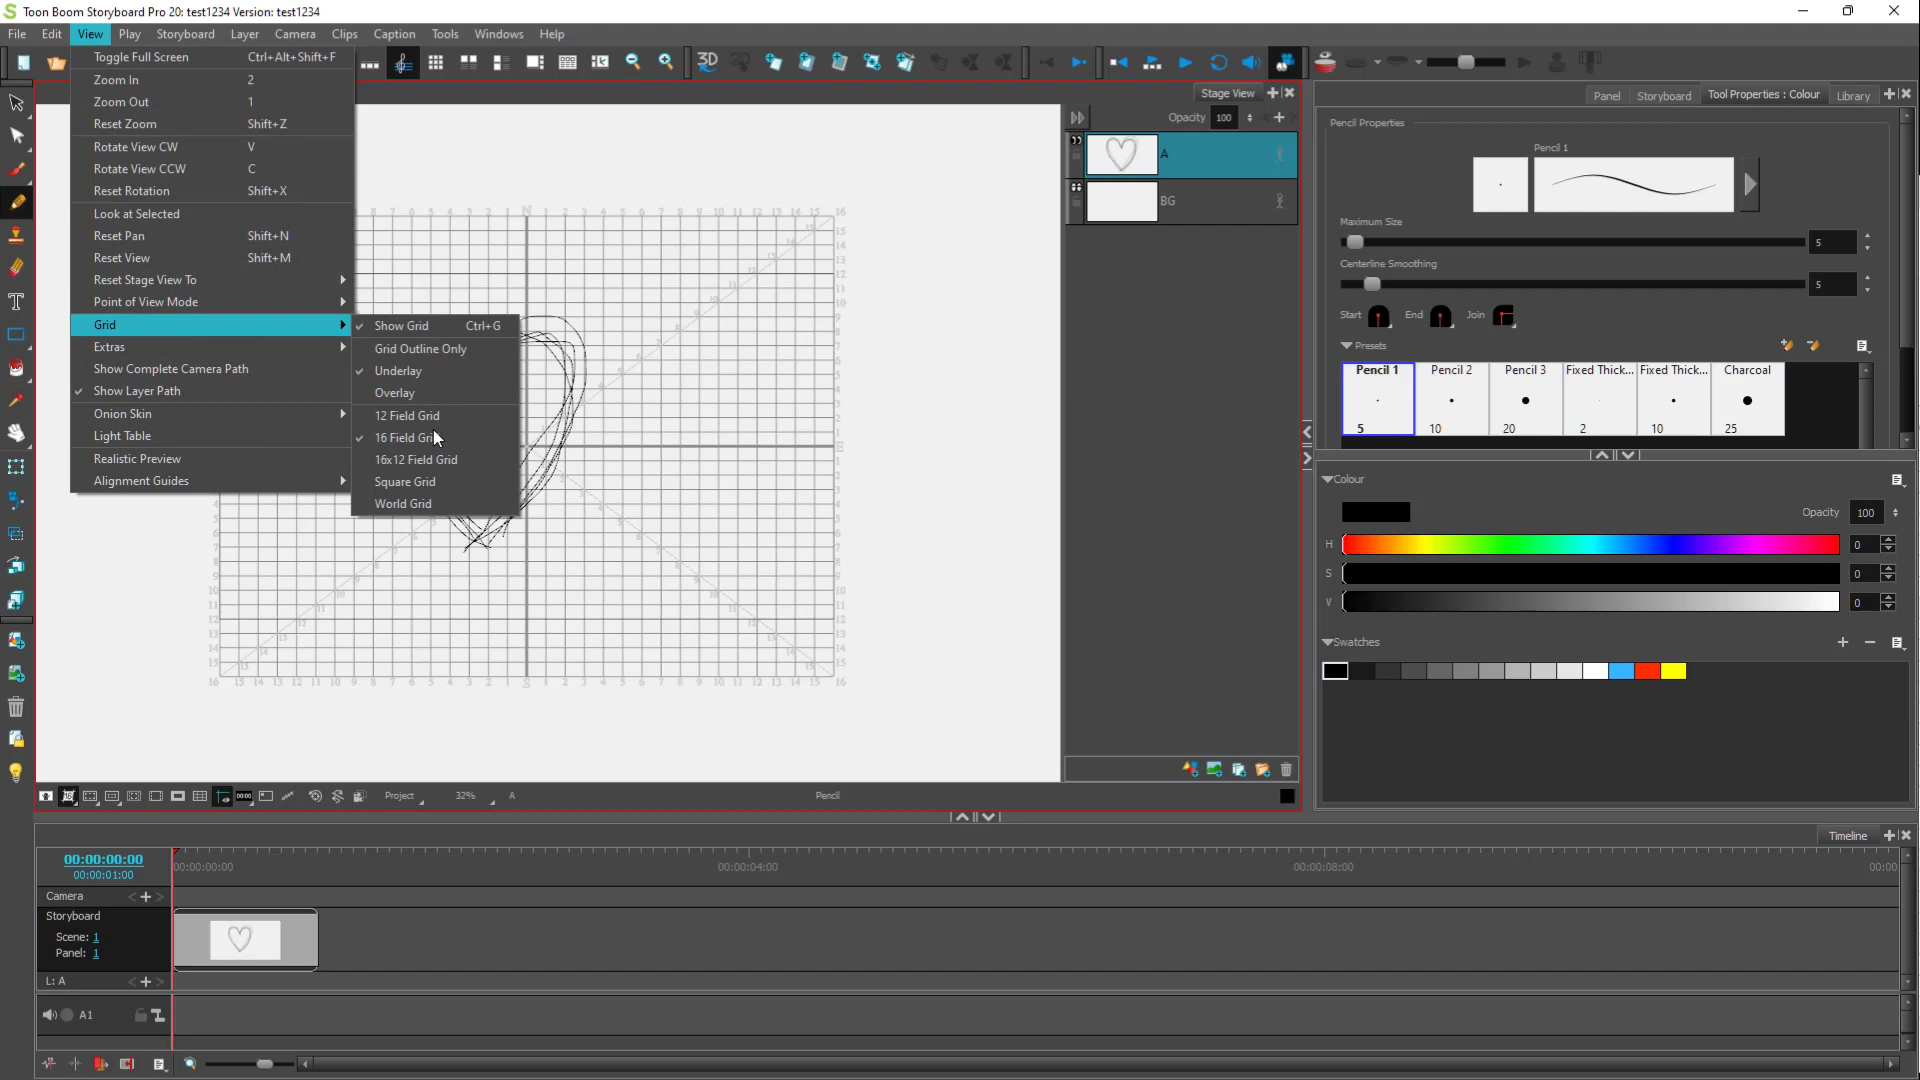 Toon Boom Storyboard Pro 20: test1234 Version: test1234
File Edit View Play Storyboard Layer Camera Clips Caption Tools Windows Help
Toggle Full Screen Ctrl+Alt+Shift+F
Zoom In 2
Zoom Out 1
Reset Zoom Shift+Z
Rotate View CW V
Rotate View CCW C
Reset Rotation Shift+X
Look at Selected
Reset Pan Shift+N
Reset View Shift+M
Reset Stage View To
Point of View Mode
Grid
Extras
Show Complete Camera Path
Show Layer Path
Onion Skin
Light Table
Realistic Preview
Alignment Guides
Show Grid Ctrl+G
Grid Outline Only
Underlay
Overlay
12 Field Grid
16 Field Gri
16x12 Field Grid
Square Grid
World Grid
3D
Stage View
Opacity 100
A
BG
Panel Storyboard Tool Properties : Colour Library
Pencil Properties
Pencil 1
Maximum Size
5
Centerline Smoothing
5
Start End Join
Presets
Pencil 1 Pencil 2 Pencil 3 Fixed Thick... Fixed Thick... Charcoal
5 10 20 2 10 25
Colour
Opacity 100
H 0
S 0
V 0
Swatches
Project 32% A Pencil
Timeline
00:00:00:00
00:00:01:00
00:00:00:00 00:00:04:00 00:00:08:00 00:00
Camera
Storyboard
Scene: 1
Panel: 1
L: A
A1